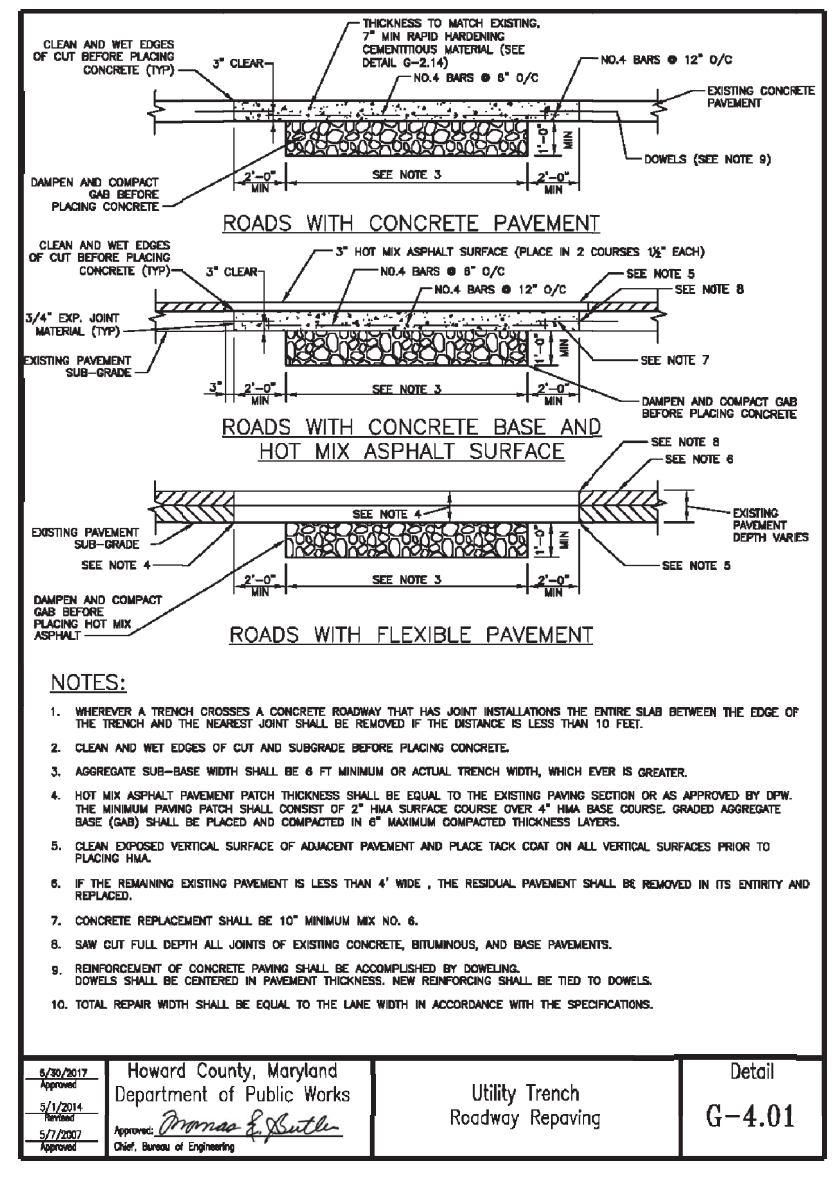 CLEAN AND WET EDGES
OF CUT BEFORE PLACING
CONCRETE (TYP)
3" CLEAR
THICKNESS TO MATCH EXISTING,
7" MIN RAPID HARDENING
CEMENTITIOUS MATERIAL (SEE
DETAIL G-2.14)
NO.4 BARS @ 6" O/C
NO.4 BARS @ 12" O/C
EXISTING CONCRETE
PAVEMENT
1'-0"
MIN
DOWELS (SEE NOTE 9)
DAMPEN AND COMPACT
GAB BEFORE
PLACING CONCRETE
2'-0"
MIN
SEE NOTE 3
2'-0"
MIN
ROADS WITH CONCRETE PAVEMENT
CLEAN AND WET EDGES
OF CUT BEFORE PLACING
CONCRETE (TYP)
3" CLEAR
3" HOT MIX ASPHALT SURFACE (PLACE IN 2 COURSES 1½" EACH)
NO.4 BARS @ 6" O/C
NO.4 BARS @ 12" O/C
SEE NOTE 5
SEE NOTE 8
3/4" EXP. JOINT
MATERIAL (TYP)
EXISTING PAVEMENT
SUB-GRADE
1'-0"
MIN
SEE NOTE 7
3"
2'-0"
MIN
SEE NOTE 3
2'-0"
MIN
DAMPEN AND COMPACT GAB
BEFORE PLACING CONCRETE
ROADS WITH CONCRETE BASE AND
HOT MIX ASPHALT SURFACE
SEE NOTE 8
SEE NOTE 6
SEE NOTE 4
EXISTING
PAVEMENT
DEPTH VARIES
EXISTING PAVEMENT
SUB-GRADE
SEE NOTE 4
1'-0"
MIN
SEE NOTE 5
2'-0"
MIN
SEE NOTE 3
2'-0"
MIN
DAMPEN AND COMPACT
GAB BEFORE
PLACING HOT MIX
ASPHALT
ROADS WITH FLEXIBLE PAVEMENT
NOTES:
1. WHEREVER A TRENCH CROSSES A CONCRETE ROADWAY THAT HAS JOINT INSTALLATIONS THE ENTIRE SLAB BETWEEN THE EDGE OF
THE TRENCH AND THE NEAREST JOINT SHALL BE REMOVED IF THE DISTANCE IS LESS THAN 10 FEET.
2. CLEAN AND WET EDGES OF CUT AND SUBGRADE BEFORE PLACING CONCRETE.
3. AGGREGATE SUB-BASE WIDTH SHALL BE 6 FT MINIMUM OR ACTUAL TRENCH WIDTH, WHICH EVER IS GREATER.
4. HOT MIX ASPHALT PAVEMENT PATCH THICKNESS SHALL BE EQUAL TO THE EXISTING PAVING SECTION OR AS APPROVED BY DPW.
THE MINIMUM PAVING PATCH SHALL CONSIST OF 2" HMA SURFACE COURSE OVER 4" HMA BASE COURSE. GRADED AGGREGATE
BASE (GAB) SHALL BE PLACED AND COMPACTED IN 6" MAXIMUM COMPACTED THICKNESS LAYERS.
5. CLEAN EXPOSED VERTICAL SURFACE OF ADJACENT PAVEMENT AND PLACE TACK COAT ON ALL VERTICAL SURFACES PRIOR TO
PLACING HMA.
6. IF THE REMAINING EXISTING PAVEMENT IS LESS THAN 4' WIDE , THE RESIDUAL PAVEMENT SHALL BE REMOVED IN ITS ENTIRITY AND
REPLACED.
7. CONCRETE REPLACEMENT SHALL BE 10" MINIMUM MIX NO. 6.
8. SAW CUT FULL DEPTH ALL JOINTS OF EXISTING CONCRETE, BITUMINOUS, AND BASE PAVEMENTS.
9. REINFORCEMENT OF CONCRETE PAVING SHALL BE ACCOMPLISHED BY DOWELING.
DOWELS SHALL BE CENTERED IN PAVEMENT THICKNESS. NEW REINFORCING SHALL BE TIED TO DOWELS.
10. TOTAL REPAIR WIDTH SHALL BE EQUAL TO THE LANE WIDTH IN ACCORDANCE WITH THE SPECIFICATIONS.
6/30/2017
Approved
5/1/2014
Revised
5/7/2007
Approved
Howard County, Maryland
Department of Public Works
Approved: Thomas E. Butler
Chief, Bureau of Engineering
Utility Trench
Roadway Repaving
Detail
G-4.01